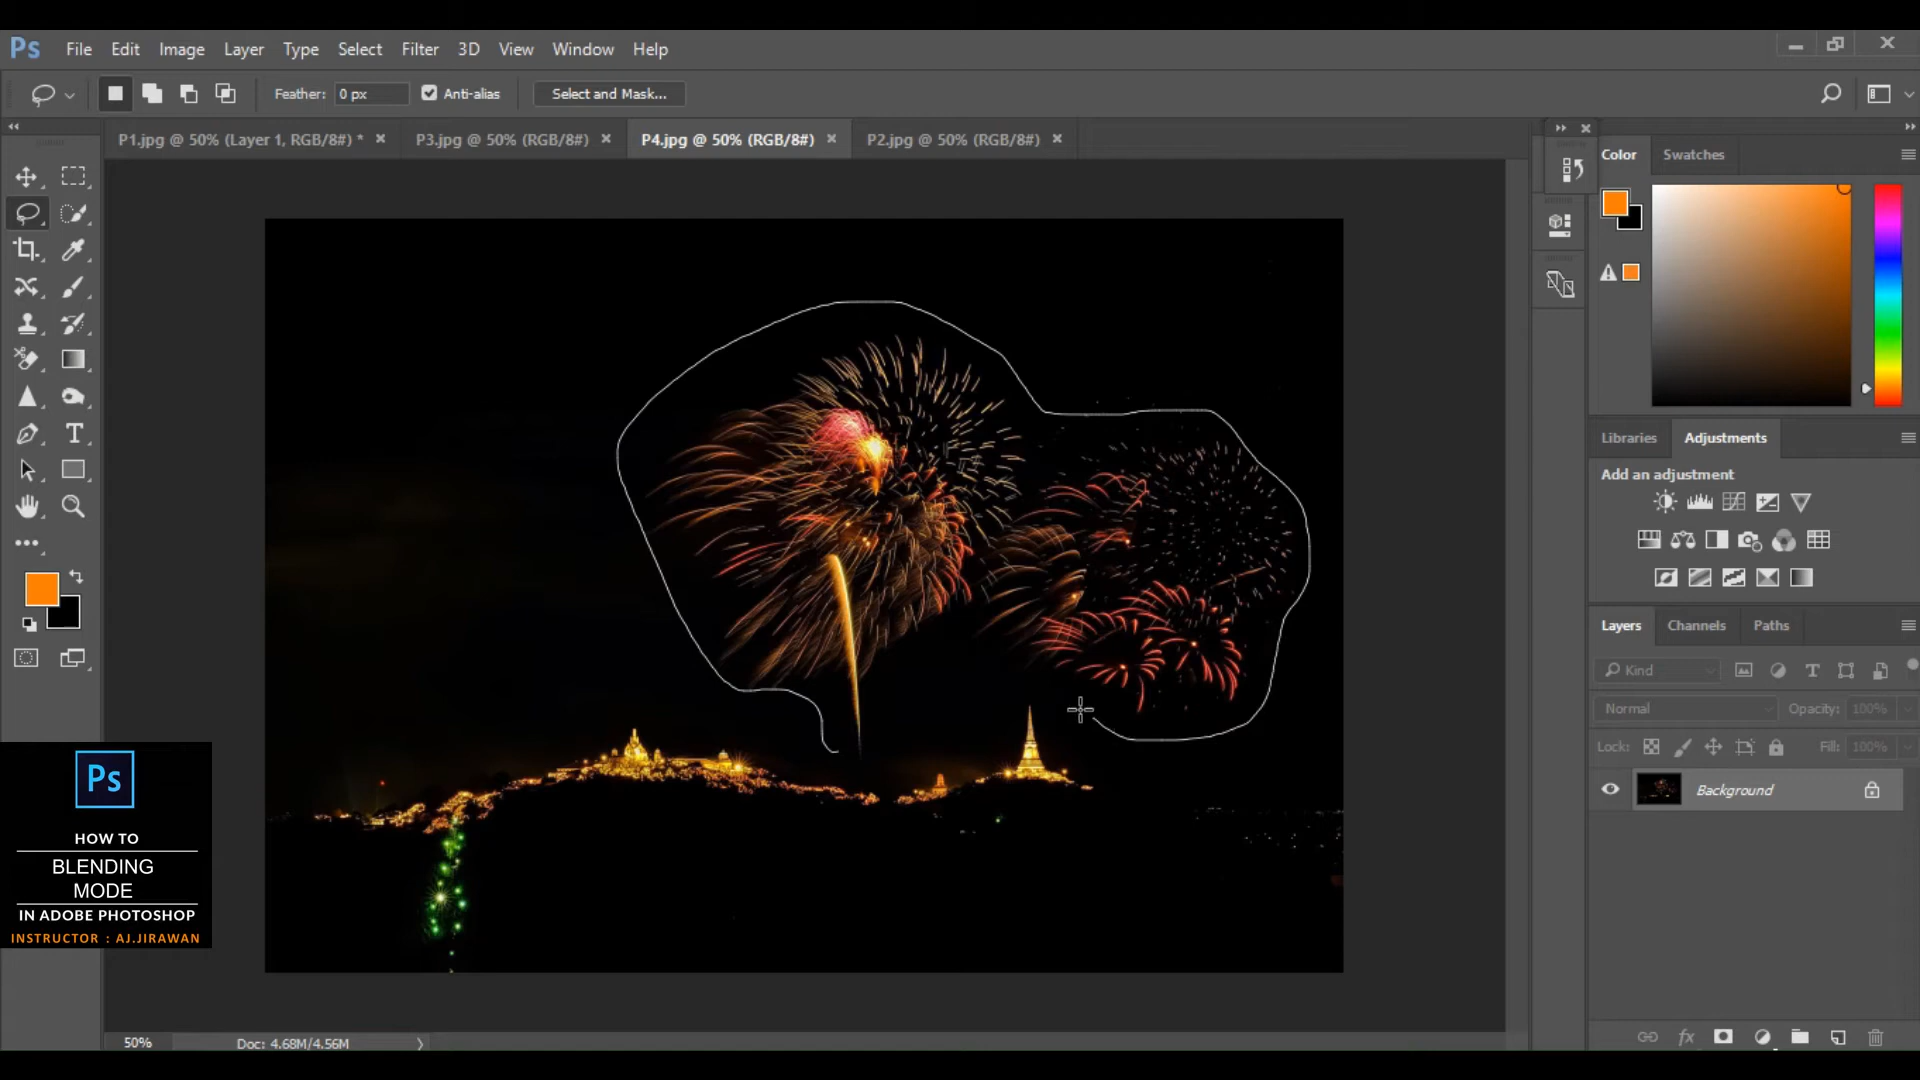 Ps File Edit Image Layer Type Select Filter 3D View Window Help
Feather: 0 px Anti-alias Select and Mask...
P1.jpg @ 50% (Layer 1, RGB/8#) * P3.jpg @ 50% (RGB/8#) P4.jpg @ 50% (RGB/8#) P2.jpg @ 50% (RGB/8#)
Color Swatches
Libraries Adjustments
Add an adjustment
Layers Channels Paths
Kind
Normal Opacity: 100%
Lock: Fill: 100%
Background
Ps
HOW TO
BLENDING
MODE
IN ADOBE PHOTOSHOP
INSTRUCTOR : AJ.JIRAWAN
50% Doc: 4.68M/4.56M
fx